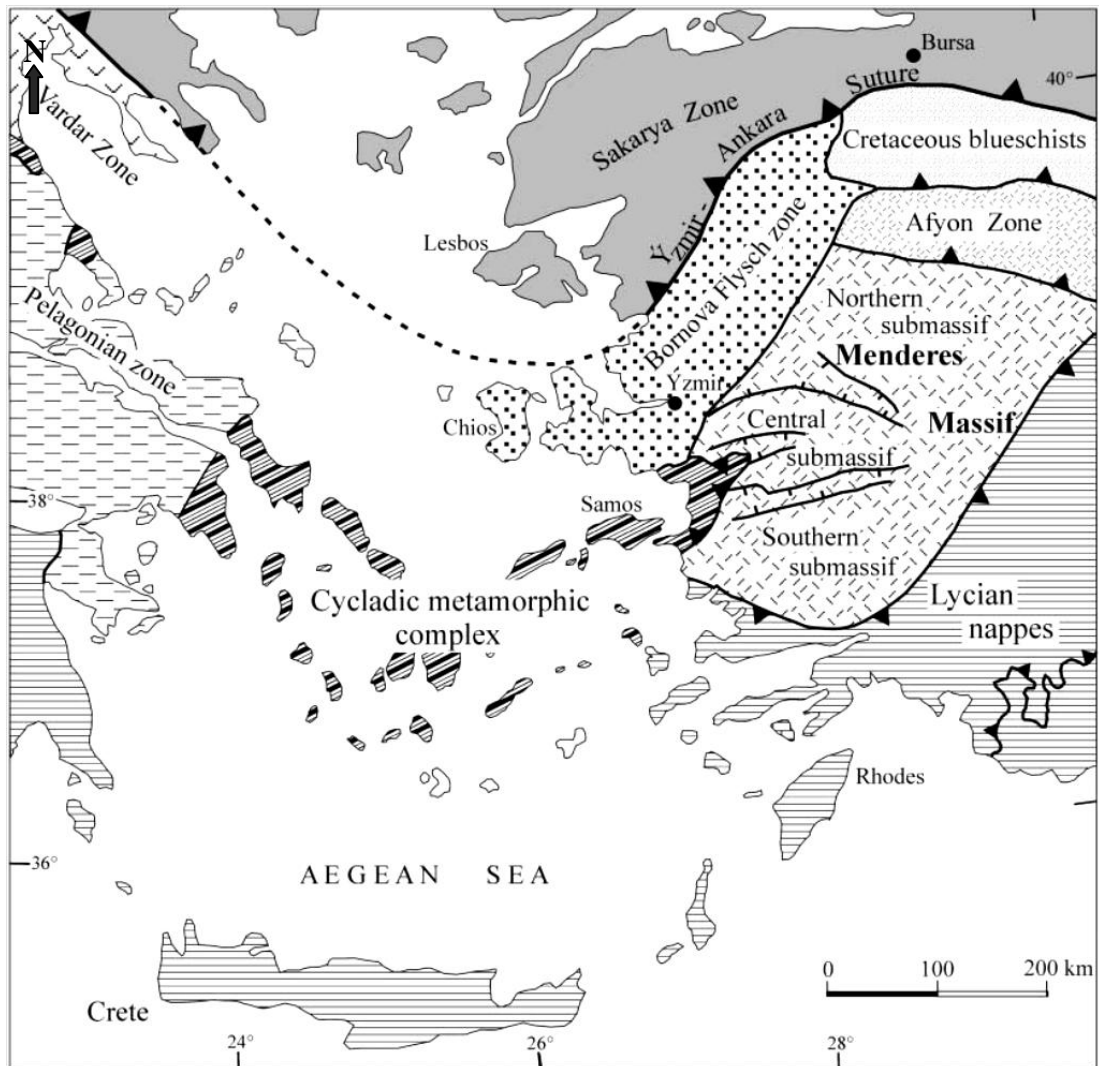 N
Bursa
40°
Suture
Vardar Zone
Sakarya Zone
Ankara
Cretaceous blueschists
Ÿzmir-
Lesbos
Afyon Zone
Bornova Flysch zone
Pelagonian zone
Northern
submassif
Menderes
Yzmir
Massif
Chios
Central
submassif
38°
Samos
Southern
submassif
Cycladic metamorphic
complex
Lycian
nappes
Rhodes
36°
AEGEAN SEA
0 100 200 km
Crete
24° 26° 28°